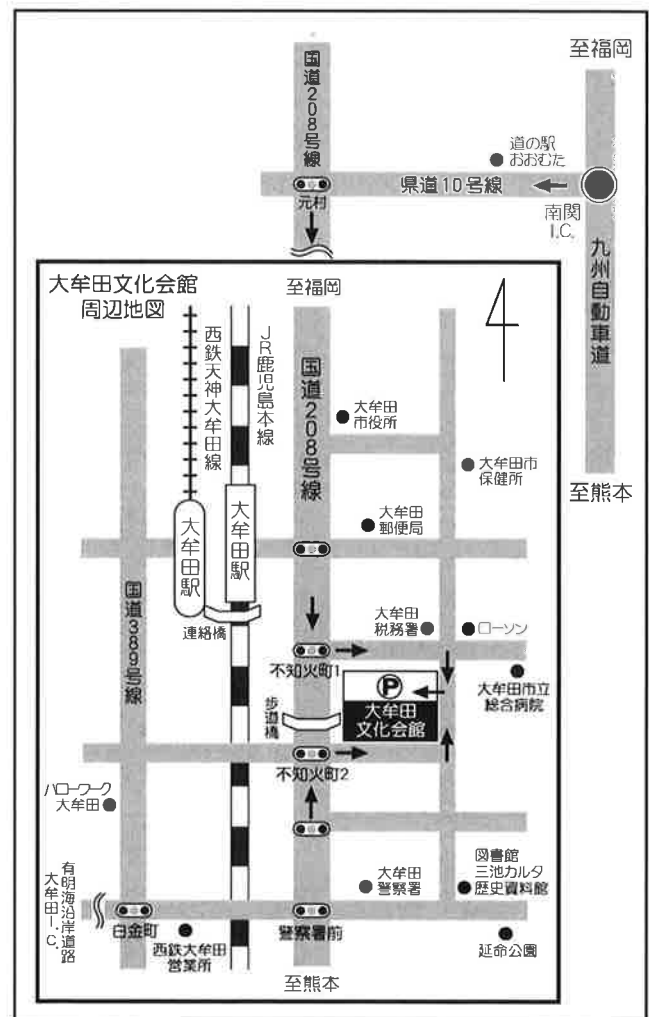 至福岡
国道208号線
道の駅
おおむた
県道10号線
元村
南関
I.C.
九州自動車道
至熊本
大牟田文化会館
周辺地図
至福岡
西鉄天神大牟田線
JR鹿児島本線
国道208号線
大牟田
市役所
大牟田市
保健所
大牟田
郵便局
大牟田駅
大牟田駅
連絡橋
国道389号線
大牟田
税務署
ローソン
不知火町1
大牟田市立
総合病院
P
大牟田
文化会館
歩道橋
不知火町2
ハローワーク
大牟田
有明海沿岸道路
大牟田I.C.
大牟田
警察署
図書館
三池カルタ
歴史資料館
白金町
警察署前
西鉄大牟田
営業所
延命公園
至熊本